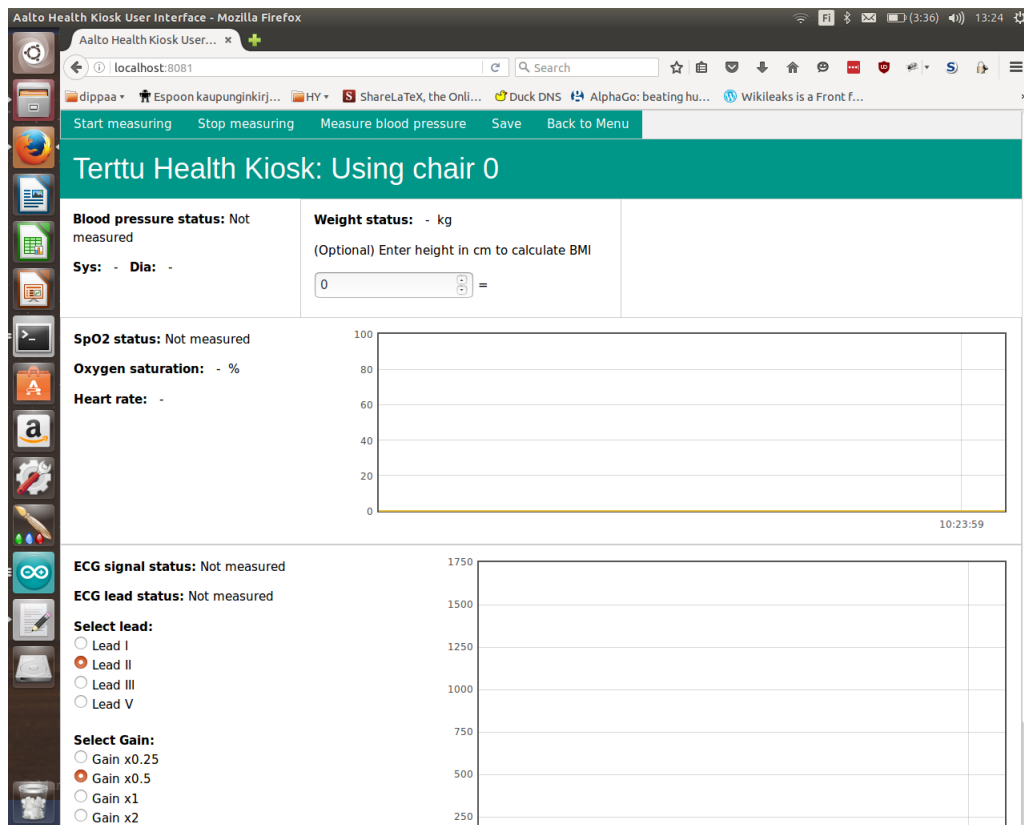 Aalto Health Kiosk User Interface - Mozilla Firefox
Fi
(3:36)
13:24
Aalto Health Kiosk User... ×
localhost:8081
Search
dippaa
Espoon kaupunginkirj...
HY
ShareLaTeX, the Onli...
Duck DNS
AlphaGo: beating hu...
Wikileaks is a Front f...
Start measuring
Stop measuring
Measure blood pressure
Save
Back to Menu
Terttu Health Kiosk: Using chair 0
Blood pressure status: Not
measured
Sys: - Dia: -
Weight status: - kg
(Optional) Enter height in cm to calculate BMI
0 =
SpO2 status: Not measured
Oxygen saturation: - %
Heart rate: -
100
80
60
40
20
0
10:23:59
ECG signal status: Not measured
ECG lead status: Not measured
Select lead:
Lead I
Lead II
Lead III
Lead V
Select Gain:
Gain x0.25
Gain x0.5
Gain x1
Gain x2
1750
1500
1250
1000
750
500
250